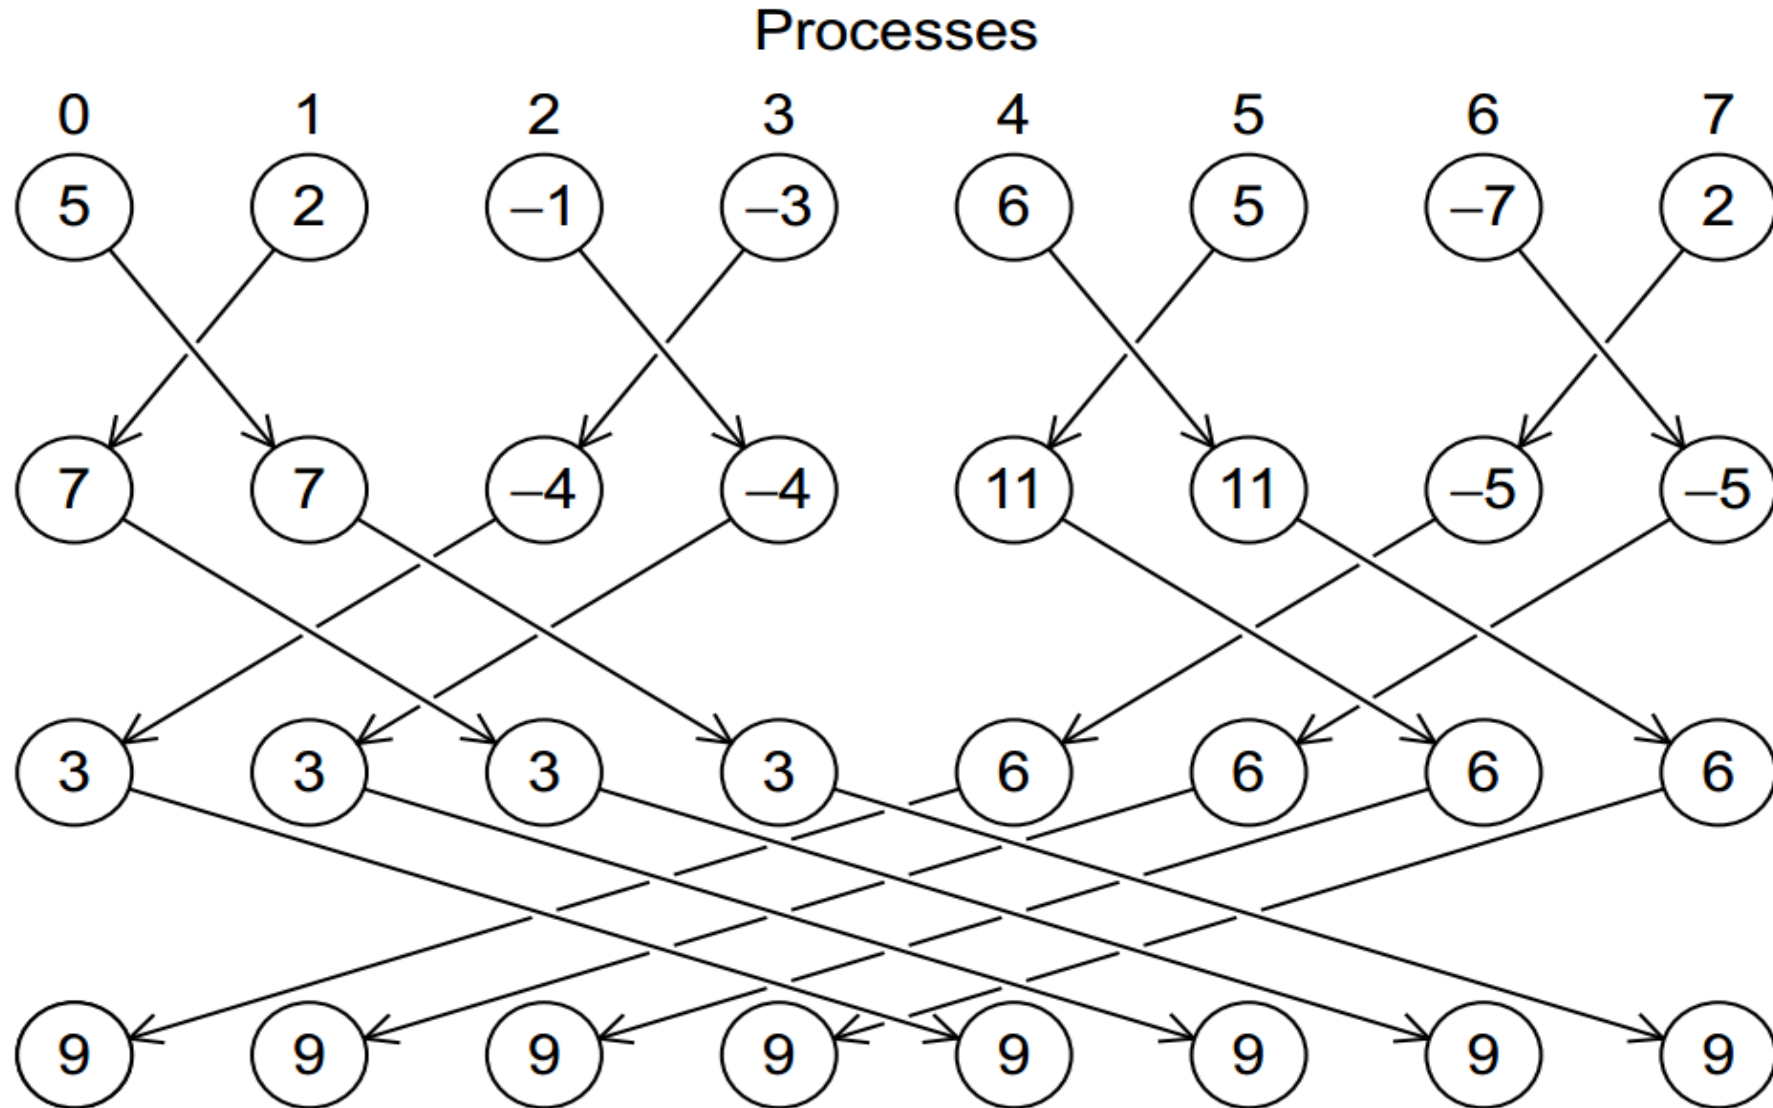 Processes
0 1 2 3 4 5 6 7
5 2 –1 –3 6 5 –7 2
7 7 –4 –4 11 11 –5 –5
3 3 3 3 6 6 6 6
9 9 9 9 9 9 9 9